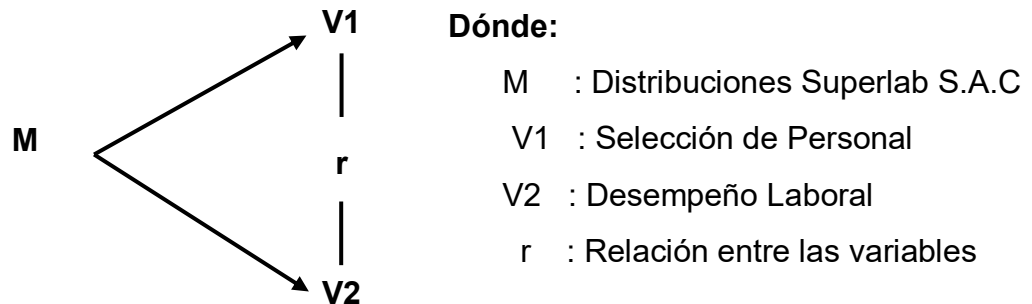 V1
M
r
V2
Dónde:
M : Distribuciones Superlab S.A.C
V1 : Selección de Personal
V2 : Desempeño Laboral
r : Relación entre las variables